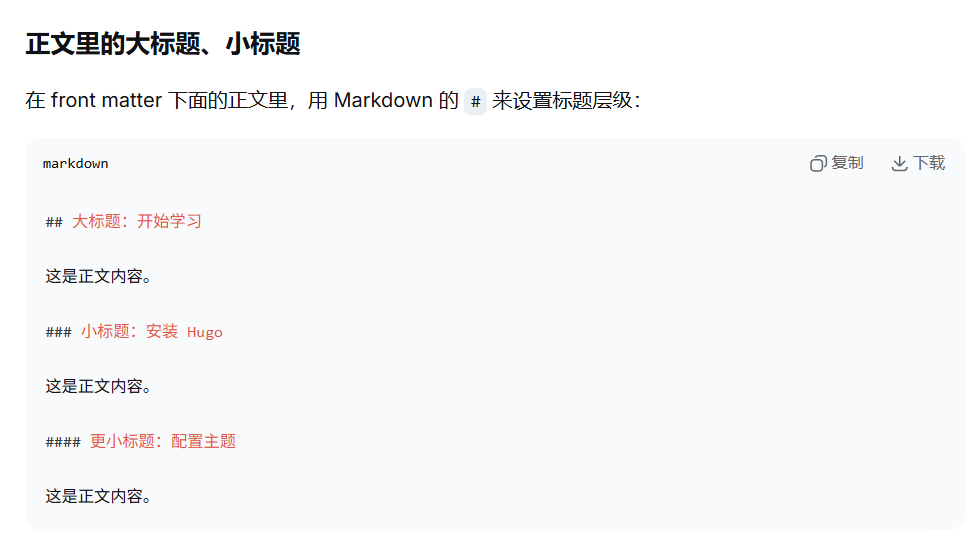 正文里的大标题、小标题
在 front matter 下面的正文里，用 Markdown 的 # 来设置标题层级：
markdown 复制 下载
## 大标题：开始学习
这是正文内容。
### 小标题：安装 Hugo
这是正文内容。
#### 更小标题：配置主题
这是正文内容。